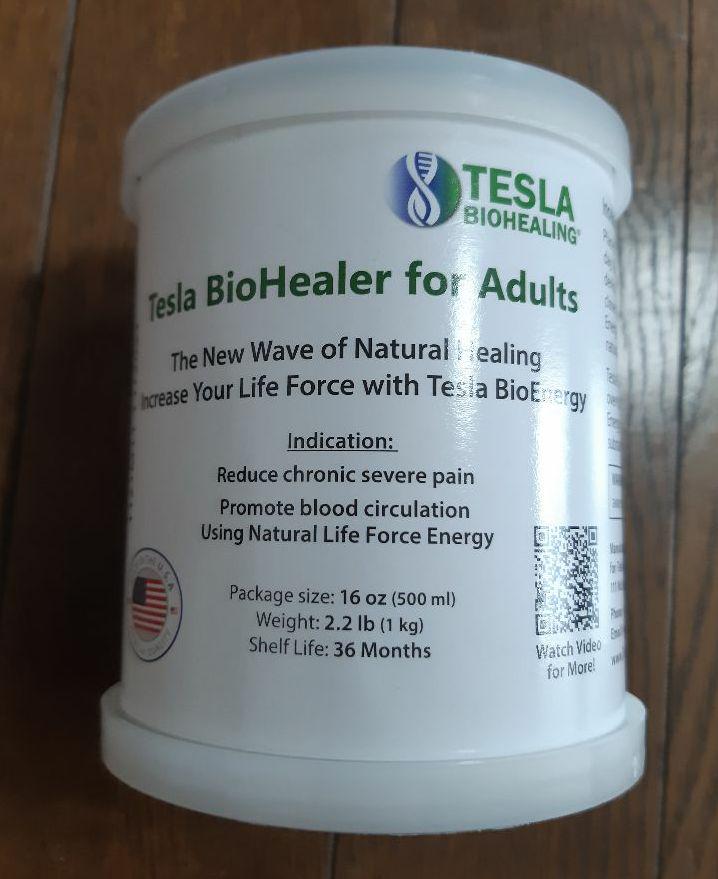 TESLA
BIOHEALING®
Tesla BioHealer for Adults
The New Wave of Natural Healing
Increase Your Life Force with Tesla BioEnergy
Indication:
Reduce chronic severe pain
Promote blood circulation
Using Natural Life Force Energy
Package size: 16 oz (500 ml)
Weight: 2.2 lb (1 kg)
Shelf Life: 36 Months
Watch Video
for More!